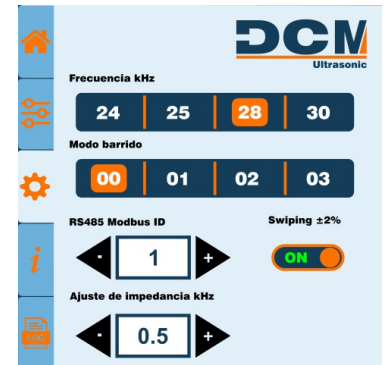 DCM
Ultrasonic
Frecuencia kHz
24 25 28 30
Modo barrido
00 01 02 03
RS485 Modbus ID
Swiping ±2%
- 1 +
ON
i
Ajuste de impedancia kHz
- 0.5 +
LOG